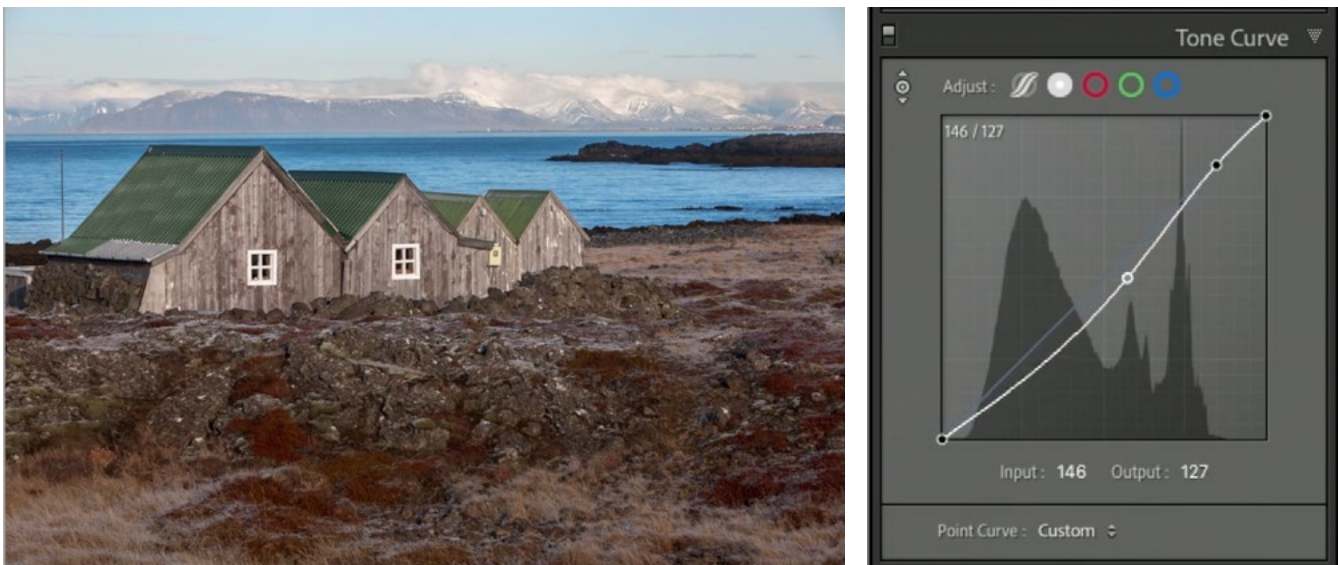 Tone Curve
Adjust :
146 / 127
Input : 146 Output : 127
Point Curve : Custom